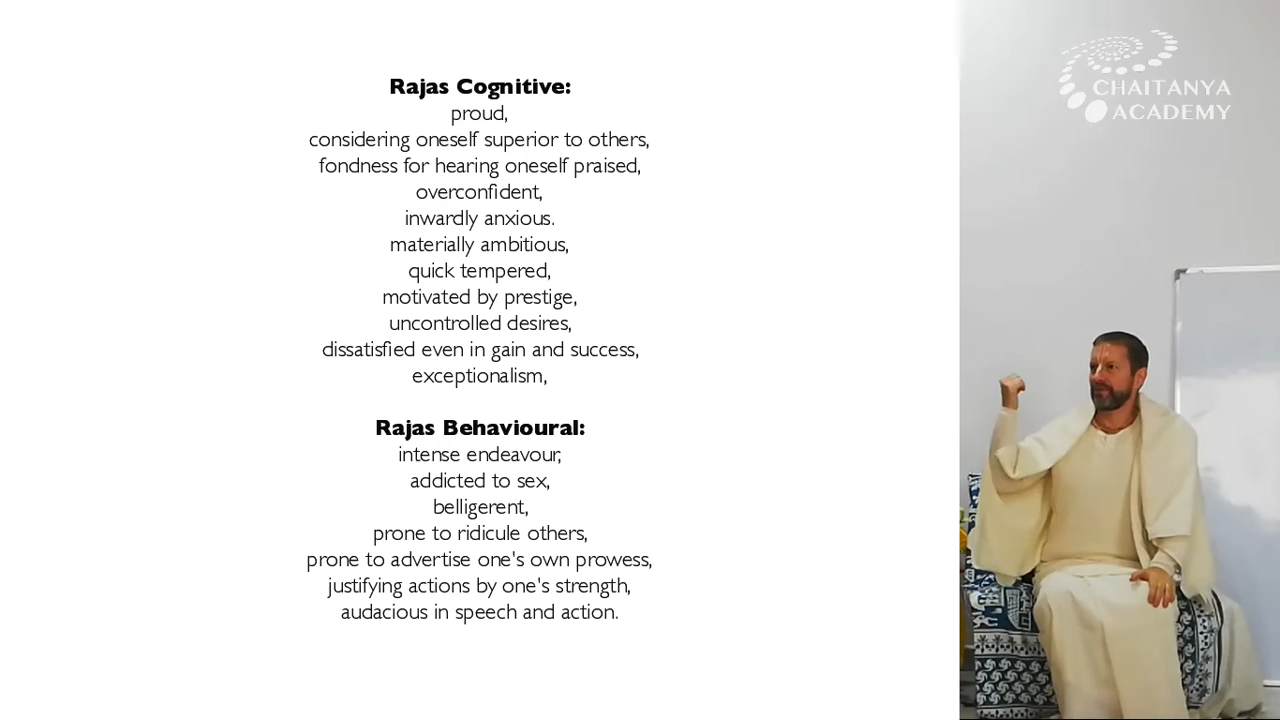 Rajas Cognitive:
proud,
considering oneself superior to others,
fondness for hearing oneself praised,
overconfident,
inwardly anxious.
materially ambitious,
quick tempered,
motivated by prestige,
uncontrolled desires,
dissatisfied even in gain and success,
exceptionalism,
Rajas Behavioural:
intense endeavour,
addicted to sex,
belligerent,
prone to ridicule others,
prone to advertise one's own prowess,
justifying actions by one's strength,
audacious in speech and action.
CHAITANYA
ACADEMY